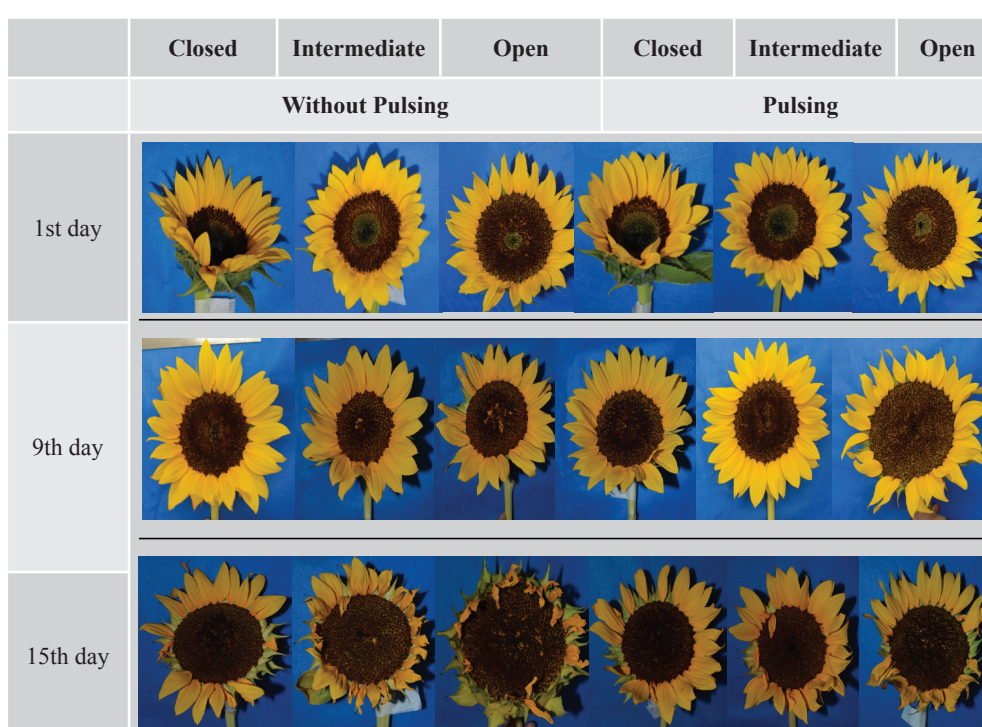 Closed Intermediate Open Closed Intermediate Open
Without Pulsing Pulsing
1st day
9th day
15th day